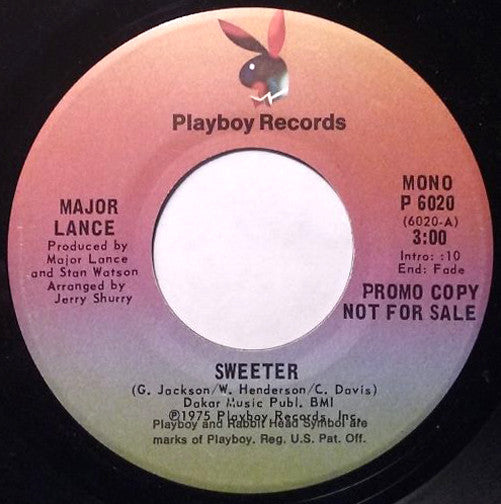 Playboy Records
MAJOR
LANCE
Produced by
Major Lance
and Stan Watson
Arranged by
Jerry Shurry
MONO
P 6020
(6020-A)
3:00
Intro: :10
End: Fade
PROMO COPY
NOT FOR SALE
SWEETER
(G. Jackson/W. Henderson/C. Davis)
Dakar Music Publ. BMI
℗1975 Playboy Records, Inc.
Playboy and Rabbit Head Symbol are
marks of Playboy, Reg. U.S. Pat. Off.